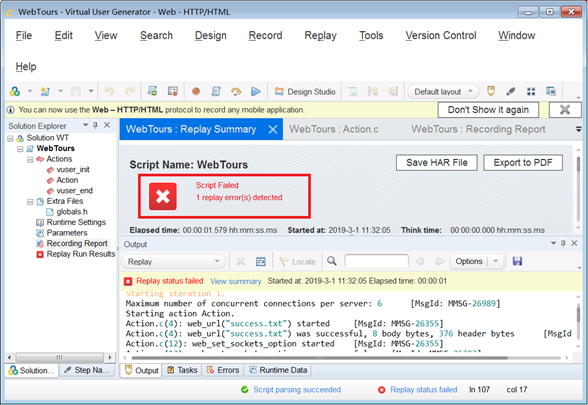 WebTours - Virtual User Generator - Web - HTTP/HTML
File Edit View Search Design Record Replay Tools Version Control Window
Help
Design Studio Default layout
You can now use the Web – HTTP/HTML protocol to record any mobile application. Don't Show it again
Solution Explorer
Solution WT
WebTours
Actions
vuser_init
Action
vuser_end
Extra Files
globals.h
Runtime Settings
Parameters
Recording Report
Replay Run Results
Solution... Step Na...
WebTours : Replay Summary WebTours : Action.c WebTours : Recording Report
Script Name: WebTours Save HAR File Export to PDF
Script Failed
1 replay error(s) detected
Elapsed time: 00:00:01.579 hh:mm:ss.ms Started at: 2019-3-1 11:32:05 Think time: 00:00:00.000 hh:mm:ss.ms
Output
Replay Locate Options
Replay status failed View summary Started at: 2019-3-1 11:32:05 Elapsed time: 00:00:01
Starting iteration 1.
Maximum number of concurrent connections per server: 6 [MsgId: MMSG-26989]
Starting action Action.
Action.c(4): web_url("success.txt") started [MsgId: MMSG-26355]
Action.c(4): web_url("success.txt") was successful, 8 body bytes, 376 header bytes [MsgId
Action.c(12): web_set_sockets_option started [MsgId: MMSG-26355]
Output Tasks Errors Runtime Data
Script parsing succeeded Replay status failed ln 107 col 17